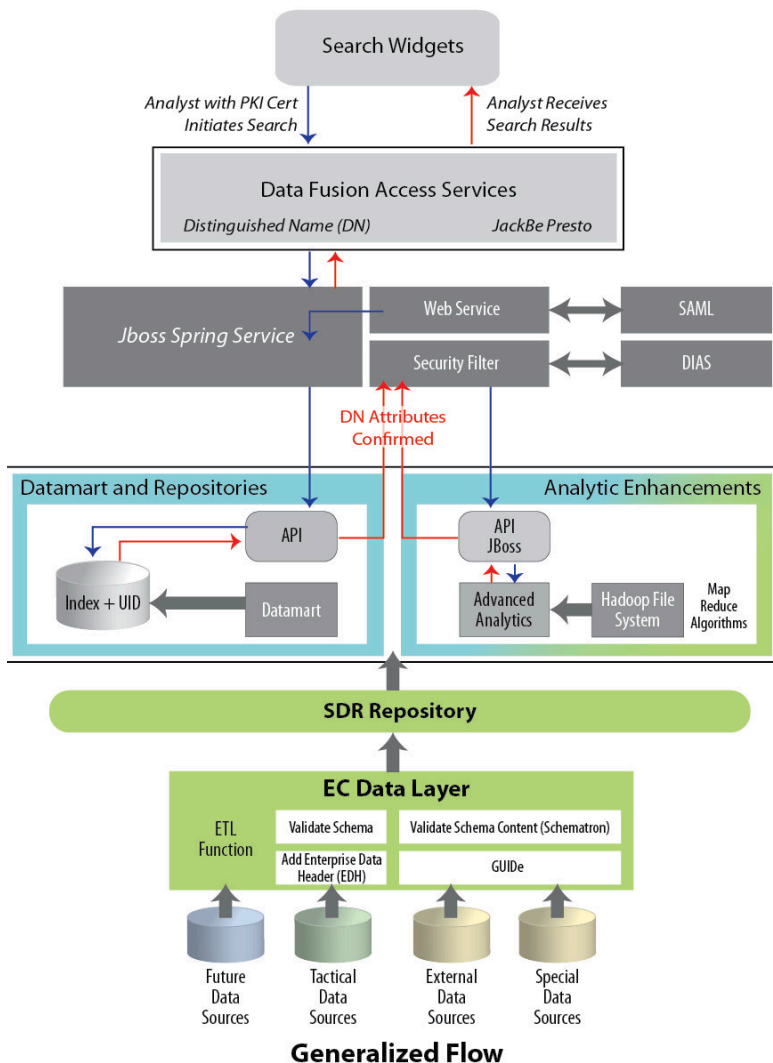 Search Widgets
Analyst with PKI Cert
Initiates Search
Analyst Receives
Search Results
Data Fusion Access Services
Distinguished Name (DN)
JackBe Presto
Jboss Spring Service
Web Service
SAML
Security Filter
DIAS
DN Attributes
Confirmed
Datamart and Repositories
Analytic Enhancements
API
API
JBoss
Index + UID
Datamart
Advanced
Analytics
Hadoop File
System
Map
Reduce
Algorithms
SDR Repository
EC Data Layer
ETL
Function
Validate Schema
Validate Schema Content (Schematron)
Add Enterprise Data
Header (EDH)
GUIDe
Future
Data
Sources
Tactical
Data
Sources
External
Data
Sources
Special
Data
Sources
Generalized Flow